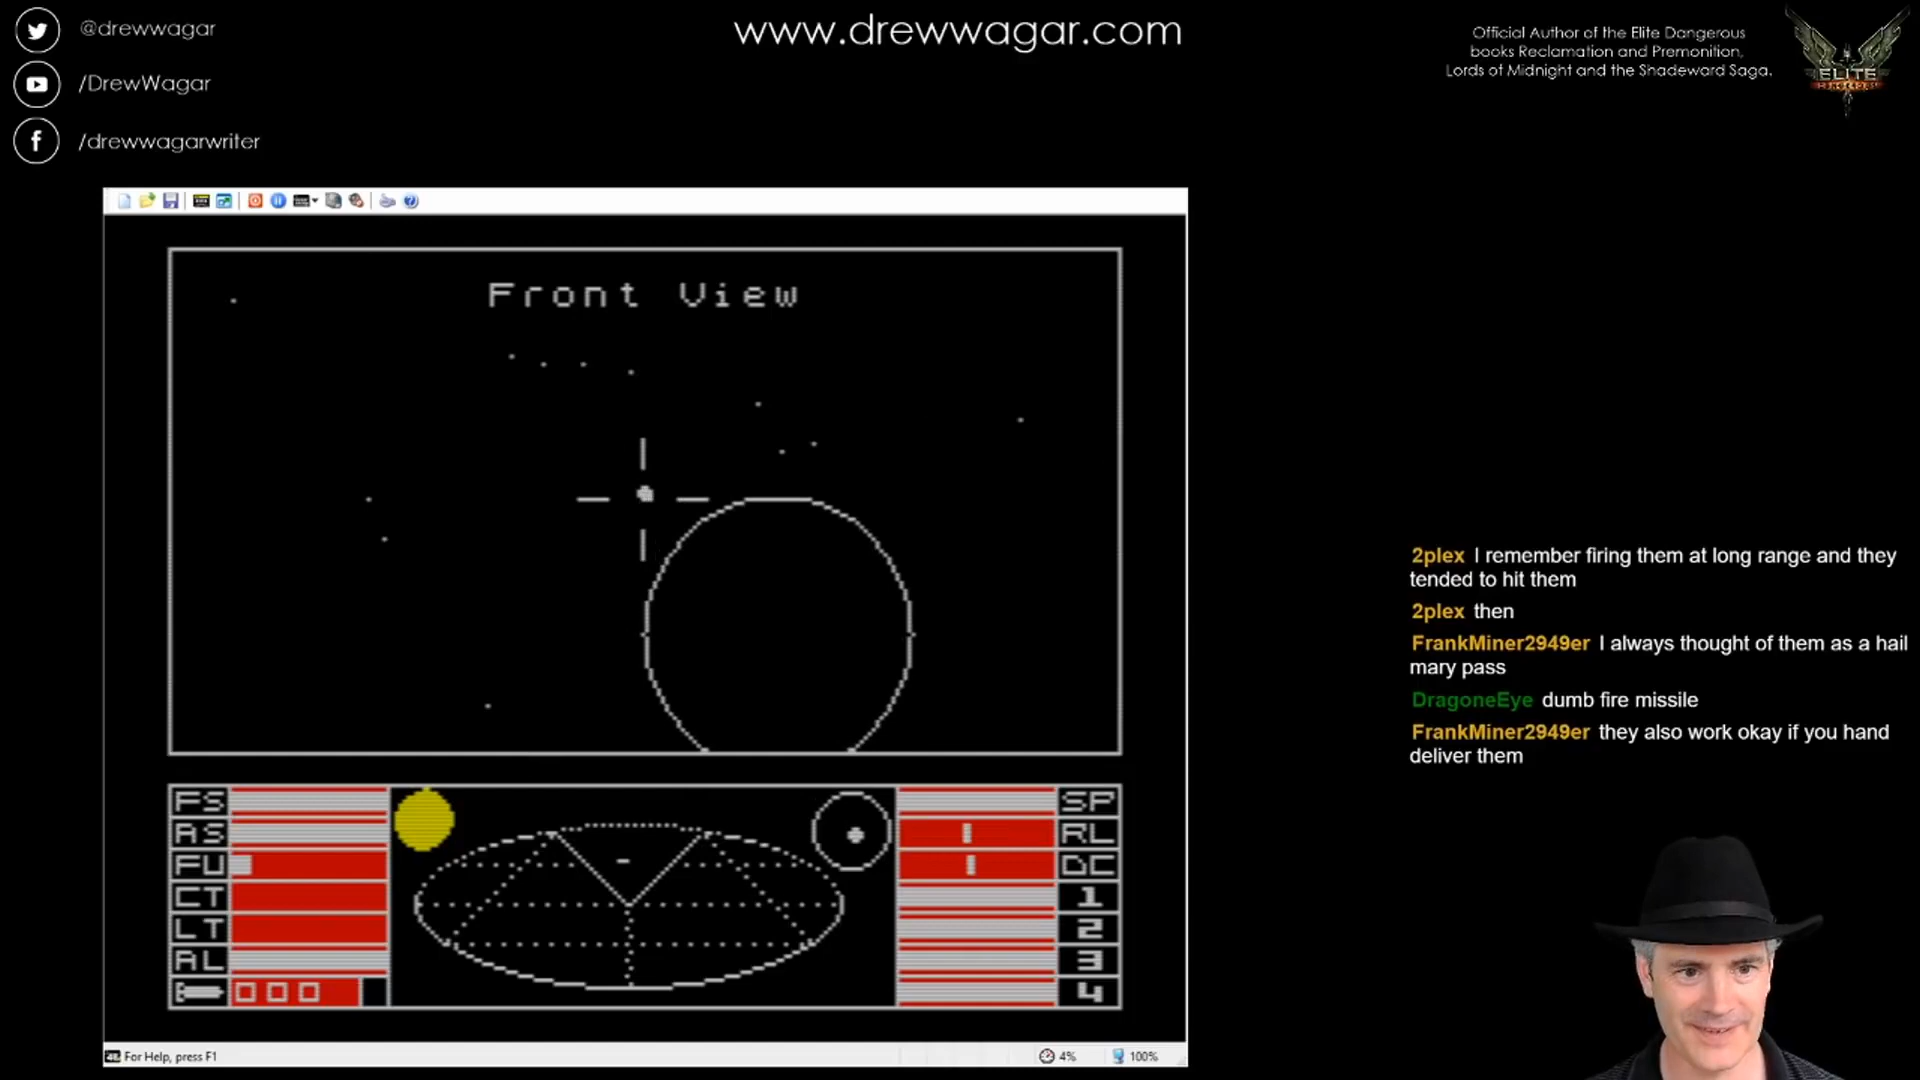 @drewwagar
/DrewWagar
/drewwagarwriter
www.drewwagar.com
Official Author of the Elite Dangerous
books Reclamation and Premonition,
Lords of Midnight and the Shadeward Saga.
ELITE
Front View
FS
AS
FU
CT
LT
AL
SP
RL
DC
1
2
3
4
For Help, press F1
4%
100%
2plex I remember firing them at long range and they
tended to hit them
2plex then
FrankMiner2949er I always thought of them as a hail
mary pass
DragoneEye dumb fire missile
FrankMiner2949er they also work okay if you hand
deliver them